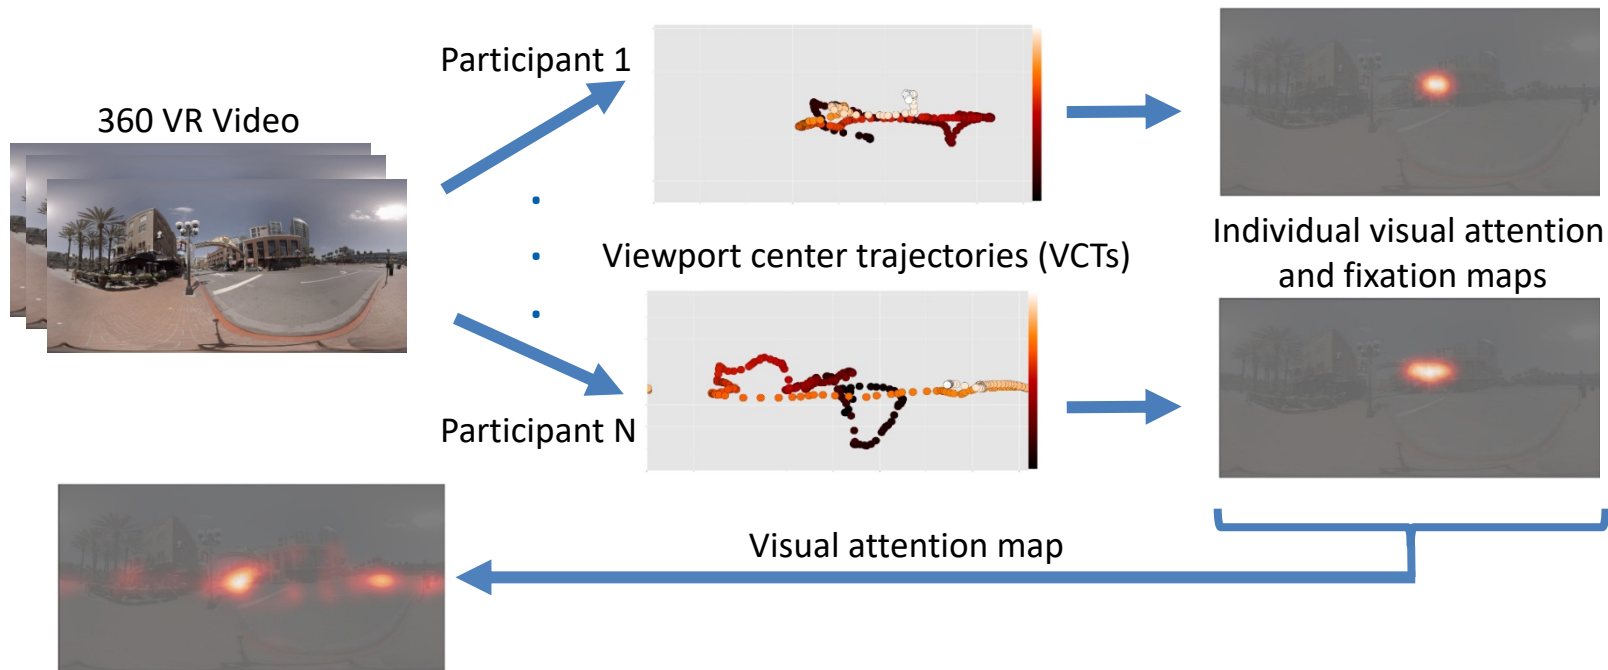 Participant 1
360 VR Video
Viewport center trajectories (VCTs)
Individual visual attention
and fixation maps
Participant N
Visual attention map